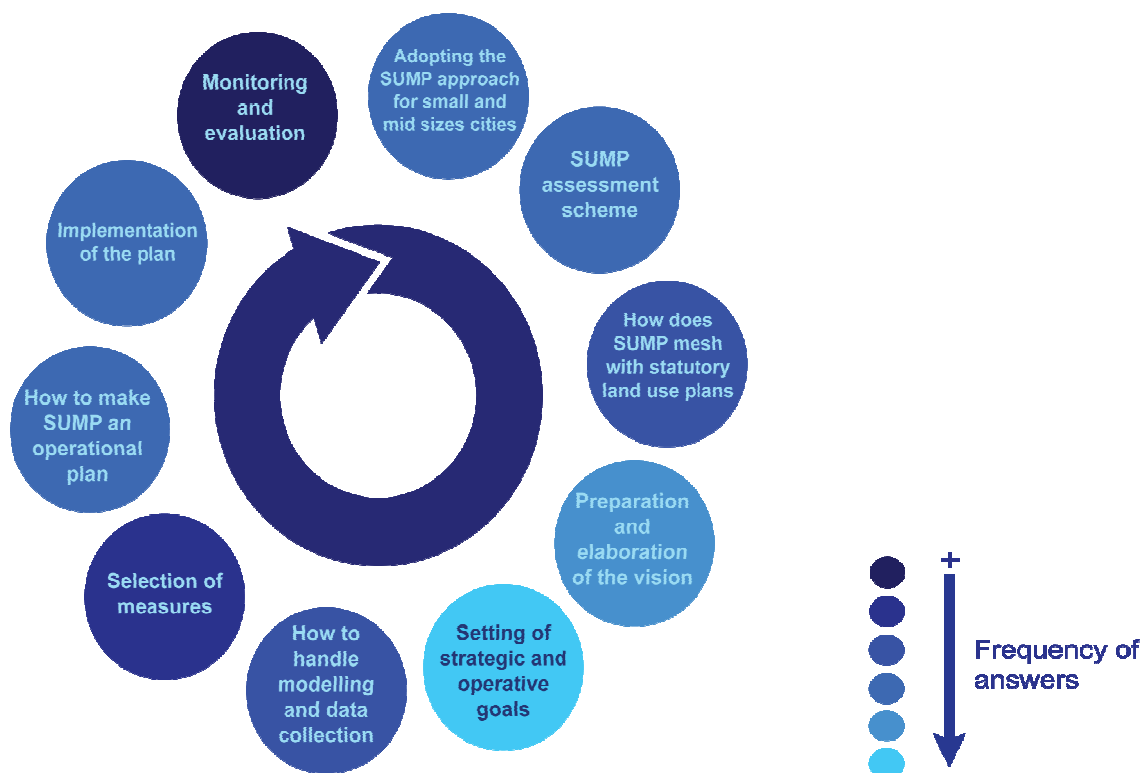 Adopting the
SUMP approach
for small and
mid sizes cities
SUMP
assessment
scheme
How does
SUMP mesh
with statutory
land use plans
Preparation
and
elaboration
of the vision
Setting of
strategic and
operative
goals
How to
handle
modelling
and data
collection
Selection of
measures
How to make
SUMP an
operational
plan
Implementation
of the plan
Monitoring
and
evaluation
+
Frequency of
answers